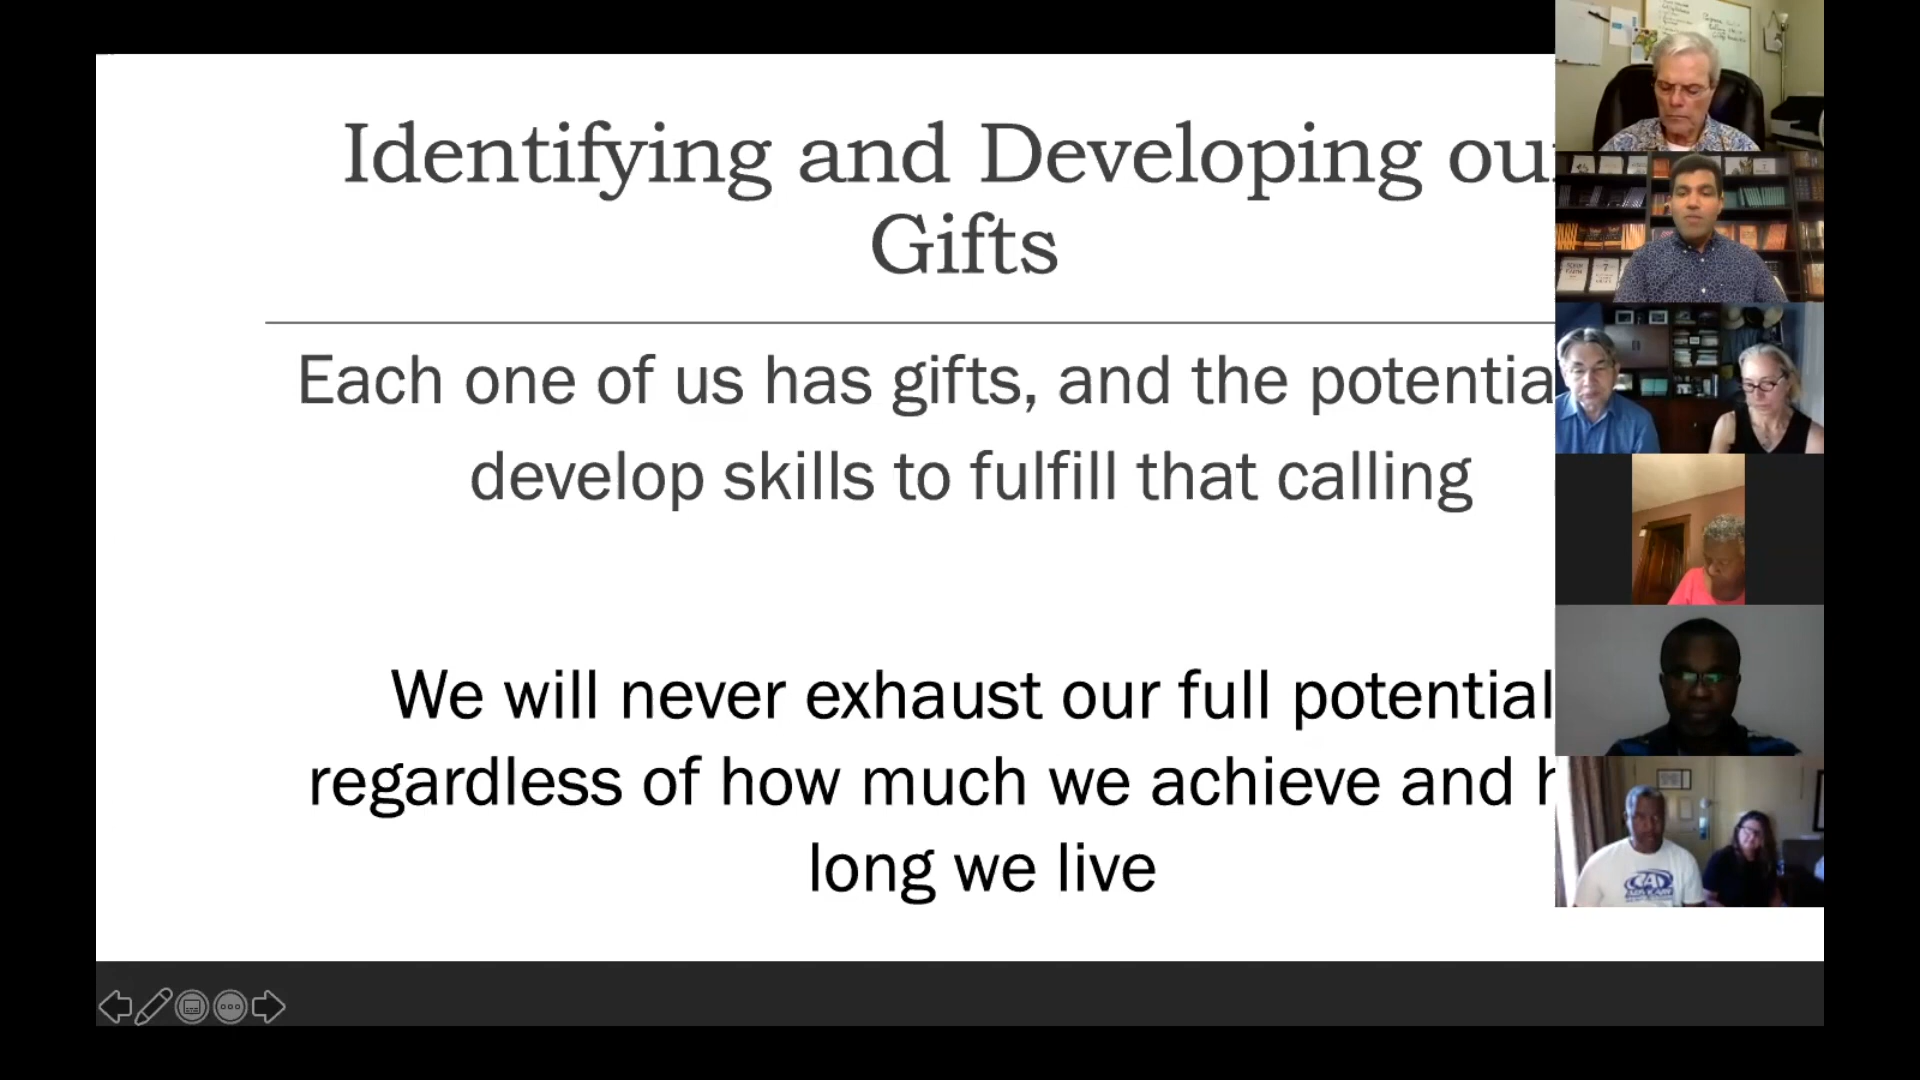 Identifying and Developing our
Gifts
Each one of us has gifts, and the potentia
develop skills to fulfill that calling
We will never exhaust our full potential
regardless of how much we achieve and h
long we live